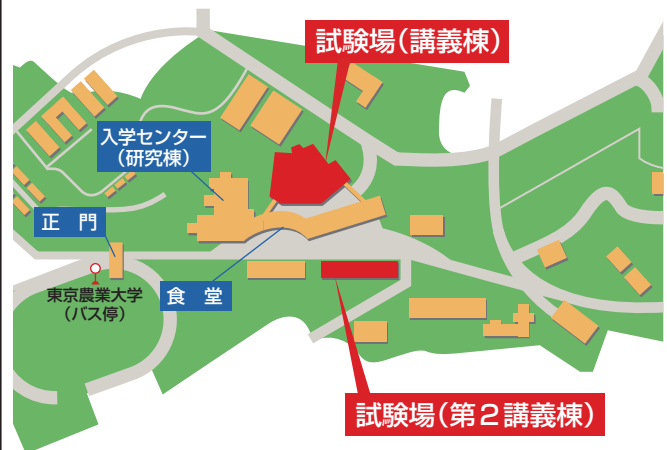 試験場(講義棟)
入学センター
(研究棟)
正 門
東京農業大学
(バス停)
食 堂
試験場(第2講義棟)